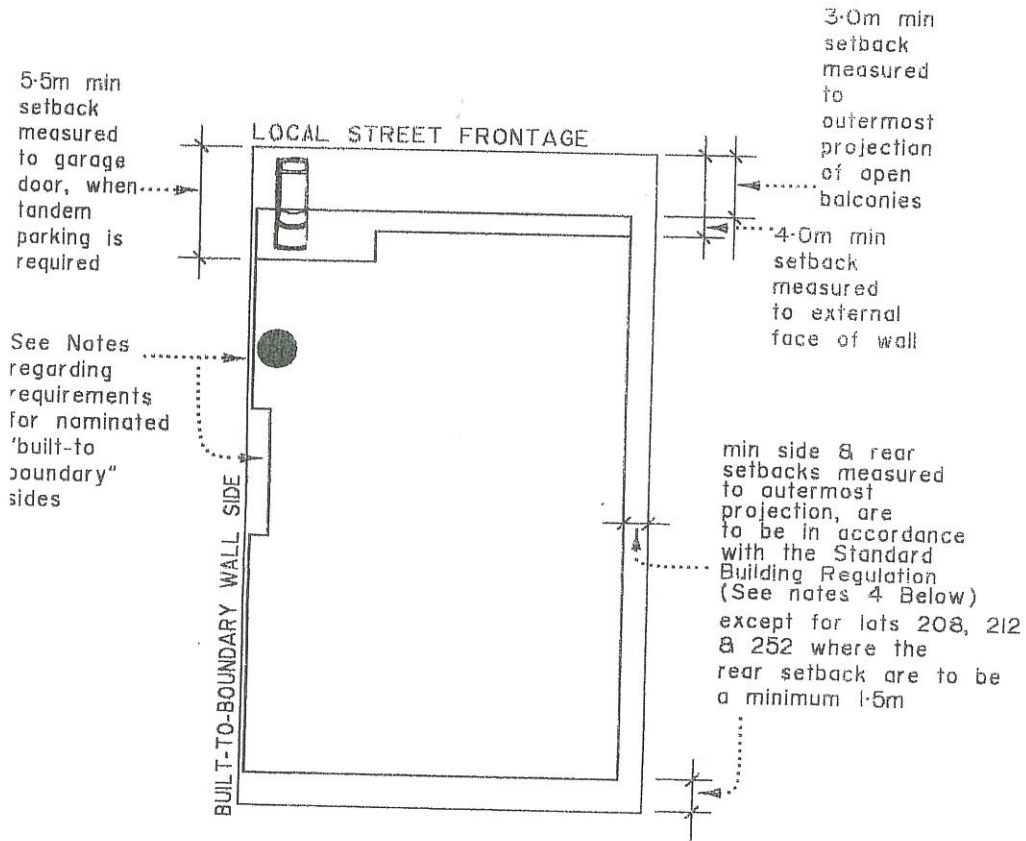 3·0m min
setback
measured
to
outermost
projection
of open
balconies
5·5m min
setback
measured
to garage
door, when
tandem
parking is
required
LOCAL STREET FRONTAGE
4·0m min
setback
measured
to external
face of wall
See Notes
regarding
requirements
for nominated
"built-to
boundary"
sides
BUILT-TO-BOUNDARY WALL SIDE
min side & rear
setbacks measured
to outermost
projection, are
to be in accordance
with the Standard
Building Regulation
(See notes 4 Below)
except for lots 208, 212
& 252 where the
rear setback are to be
a minimum 1·5m